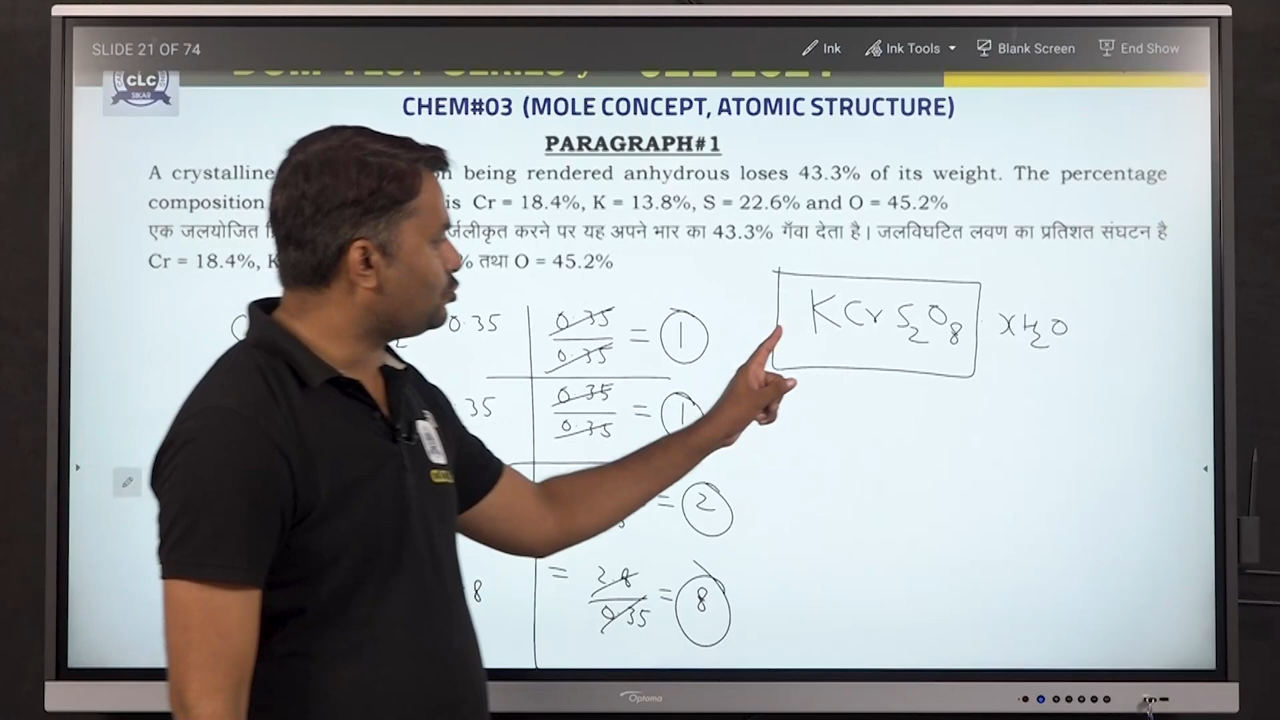 SLIDE 21 OF 74
Ink
Ink Tools
Blank Screen
End Show
CLC
SIKAR
CHEM#03 (MOLE CONCEPT, ATOMIC STRUCTURE)
PARAGRAPH#1
A crystalline being rendered anhydrous loses 43.3% of its weight. The percentage
composition is Cr = 18.4%, K = 13.8%, S = 22.6% and O = 45.2%
एक जलयोजित करने पर यह अपने भार का 43.3% गँवा देता है। जलविघटित लवण का प्रतिशत संघटन है
Cr = 18.4%, K % तथा O = 45.2%
0.35 0.35/0.35 = 1
KCrS2O8 . XH2O
.35 0.35/0.35 = 1
= 2
8 = 2.8/0.35 = 8
Optoma